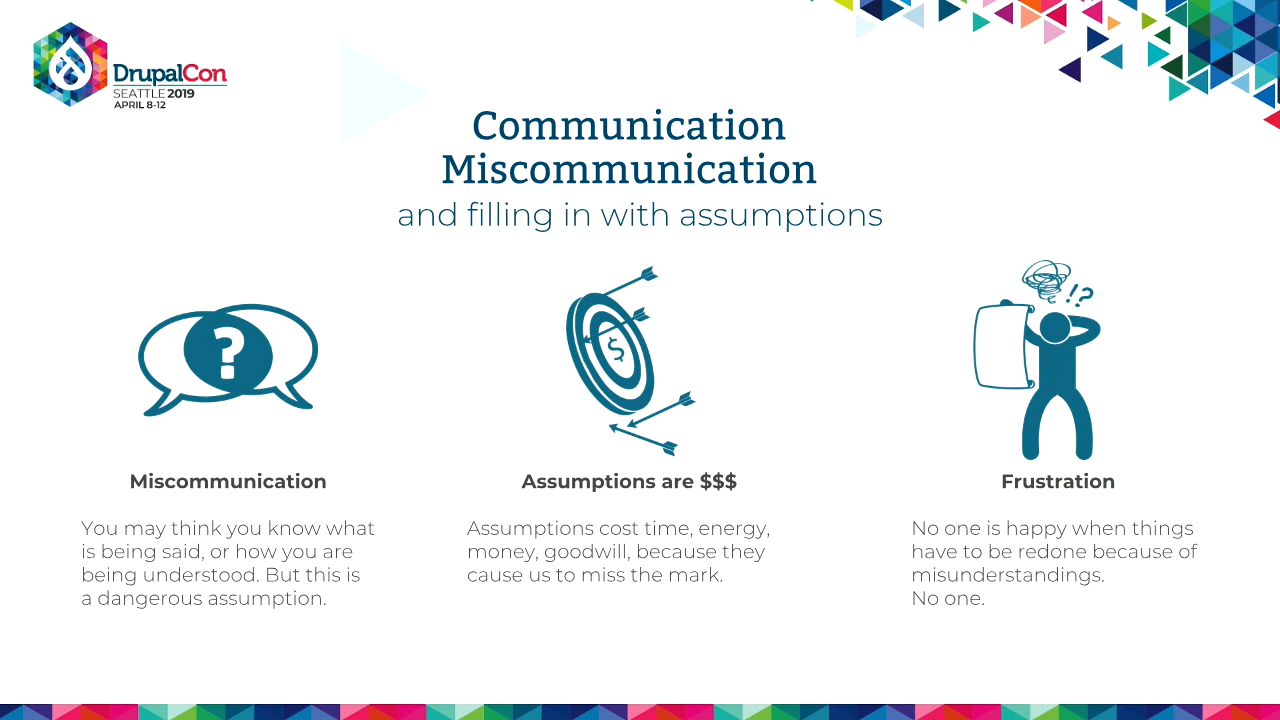 DrupalCon
SEATTLE 2019
APRIL 8-12
Communication
Miscommunication
and filling in with assumptions
?
$
!?
Miscommunication
You may think you know what
is being said, or how you are
being understood. But this is
a dangerous assumption.
Assumptions are $$$
Assumptions cost time, energy,
money, goodwill, because they
cause us to miss the mark.
Frustration
No one is happy when things
have to be redone because of
misunderstandings.
No one.